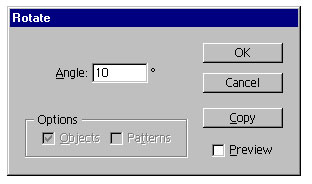 Rotate
Angle: 10 °
OK
Cancel
Copy
Options
Objects Patterns
Preview